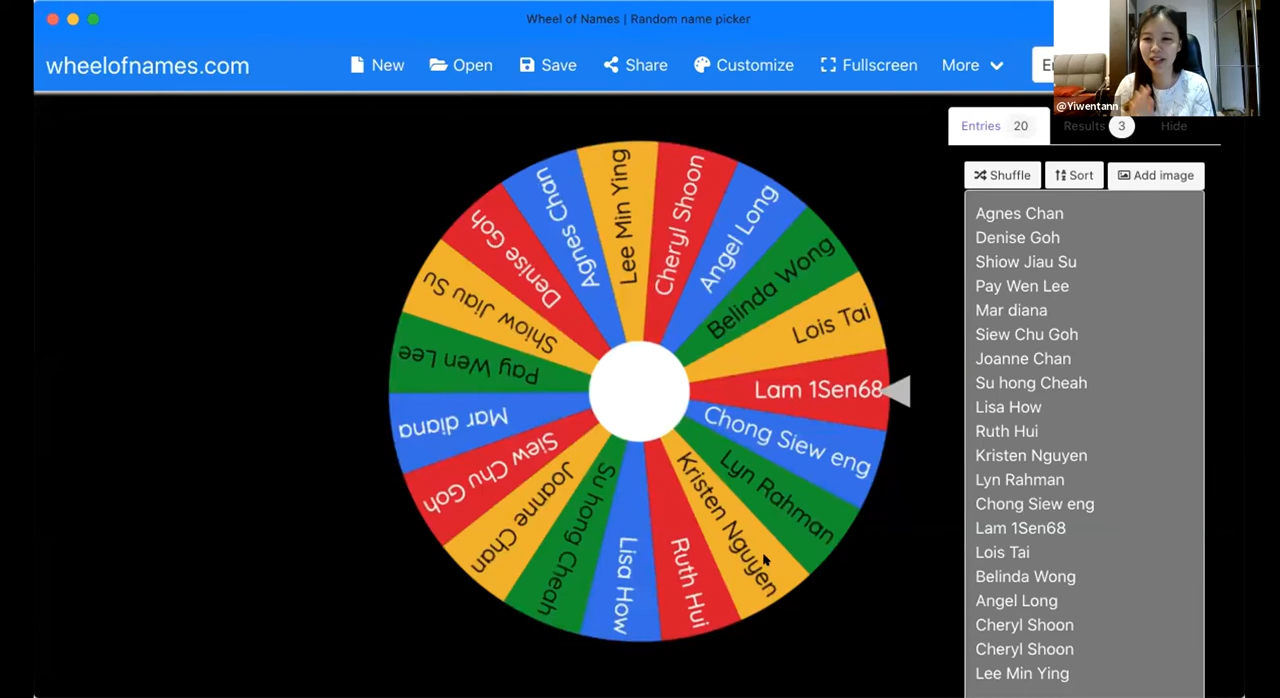 Wheel of Names | Random name picker
wheelofnames.com
New
Open
Save
Share
Customize
Fullscreen
More
@Yiwentann
Entries 20
Results 3
Hide
Shuffle
Sort
Add image
Agnes Chan
Denise Goh
Shiow Jiau Su
Pay Wen Lee
Mar diana
Siew Chu Goh
Joanne Chan
Su hong Cheah
Lisa How
Ruth Hui
Kristen Nguyen
Lyn Rahman
Chong Siew eng
Lam 1Sen68
Lois Tai
Belinda Wong
Angel Long
Cheryl Shoon
Cheryl Shoon
Lee Min Ying
Lee Min Ying
Cheryl Shoon
Angel Long
Belinda Wong
Lois Tai
Lam 1Sen68
Chong Siew eng
Lyn Rahman
Kristen Nguyen
Ruth Hui
Lisa How
Su hong Cheah
Joanne Chan
Siew Chu Goh
Mar diana
Pay Wen Lee
Shiow Jiau Su
Denise Goh
Agnes Chan